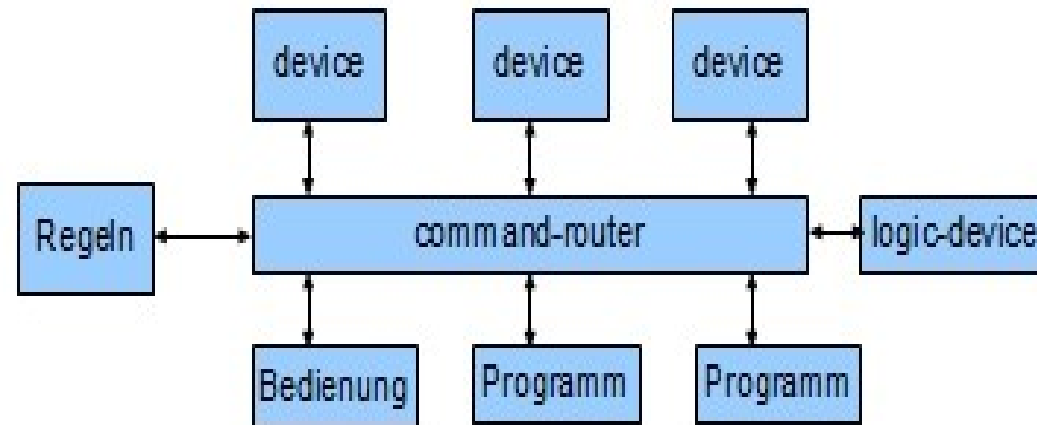 device
device
device
Regeln
command-router
logic-device
Bedienung
Programm
Programm